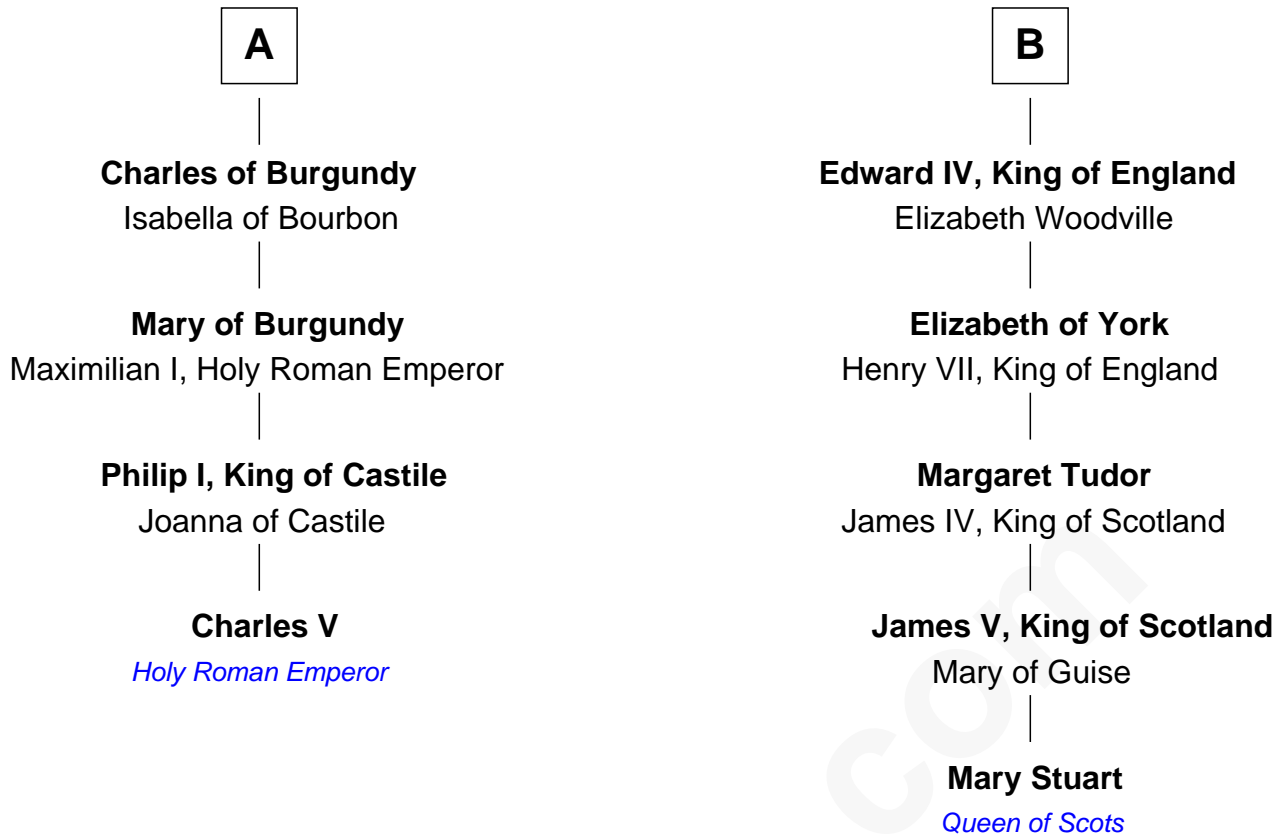 A
Charles of Burgundy
Isabella of Bourbon
Mary of Burgundy
Maximilian I, Holy Roman Emperor
Philip I, King of Castile
Joanna of Castile
Charles V
Holy Roman Emperor
B
Edward IV, King of England
Elizabeth Woodville
Elizabeth of York
Henry VII, King of England
Margaret Tudor
James IV, King of Scotland
James V, King of Scotland
Mary of Guise
Mary Stuart
Queen of Scots
com